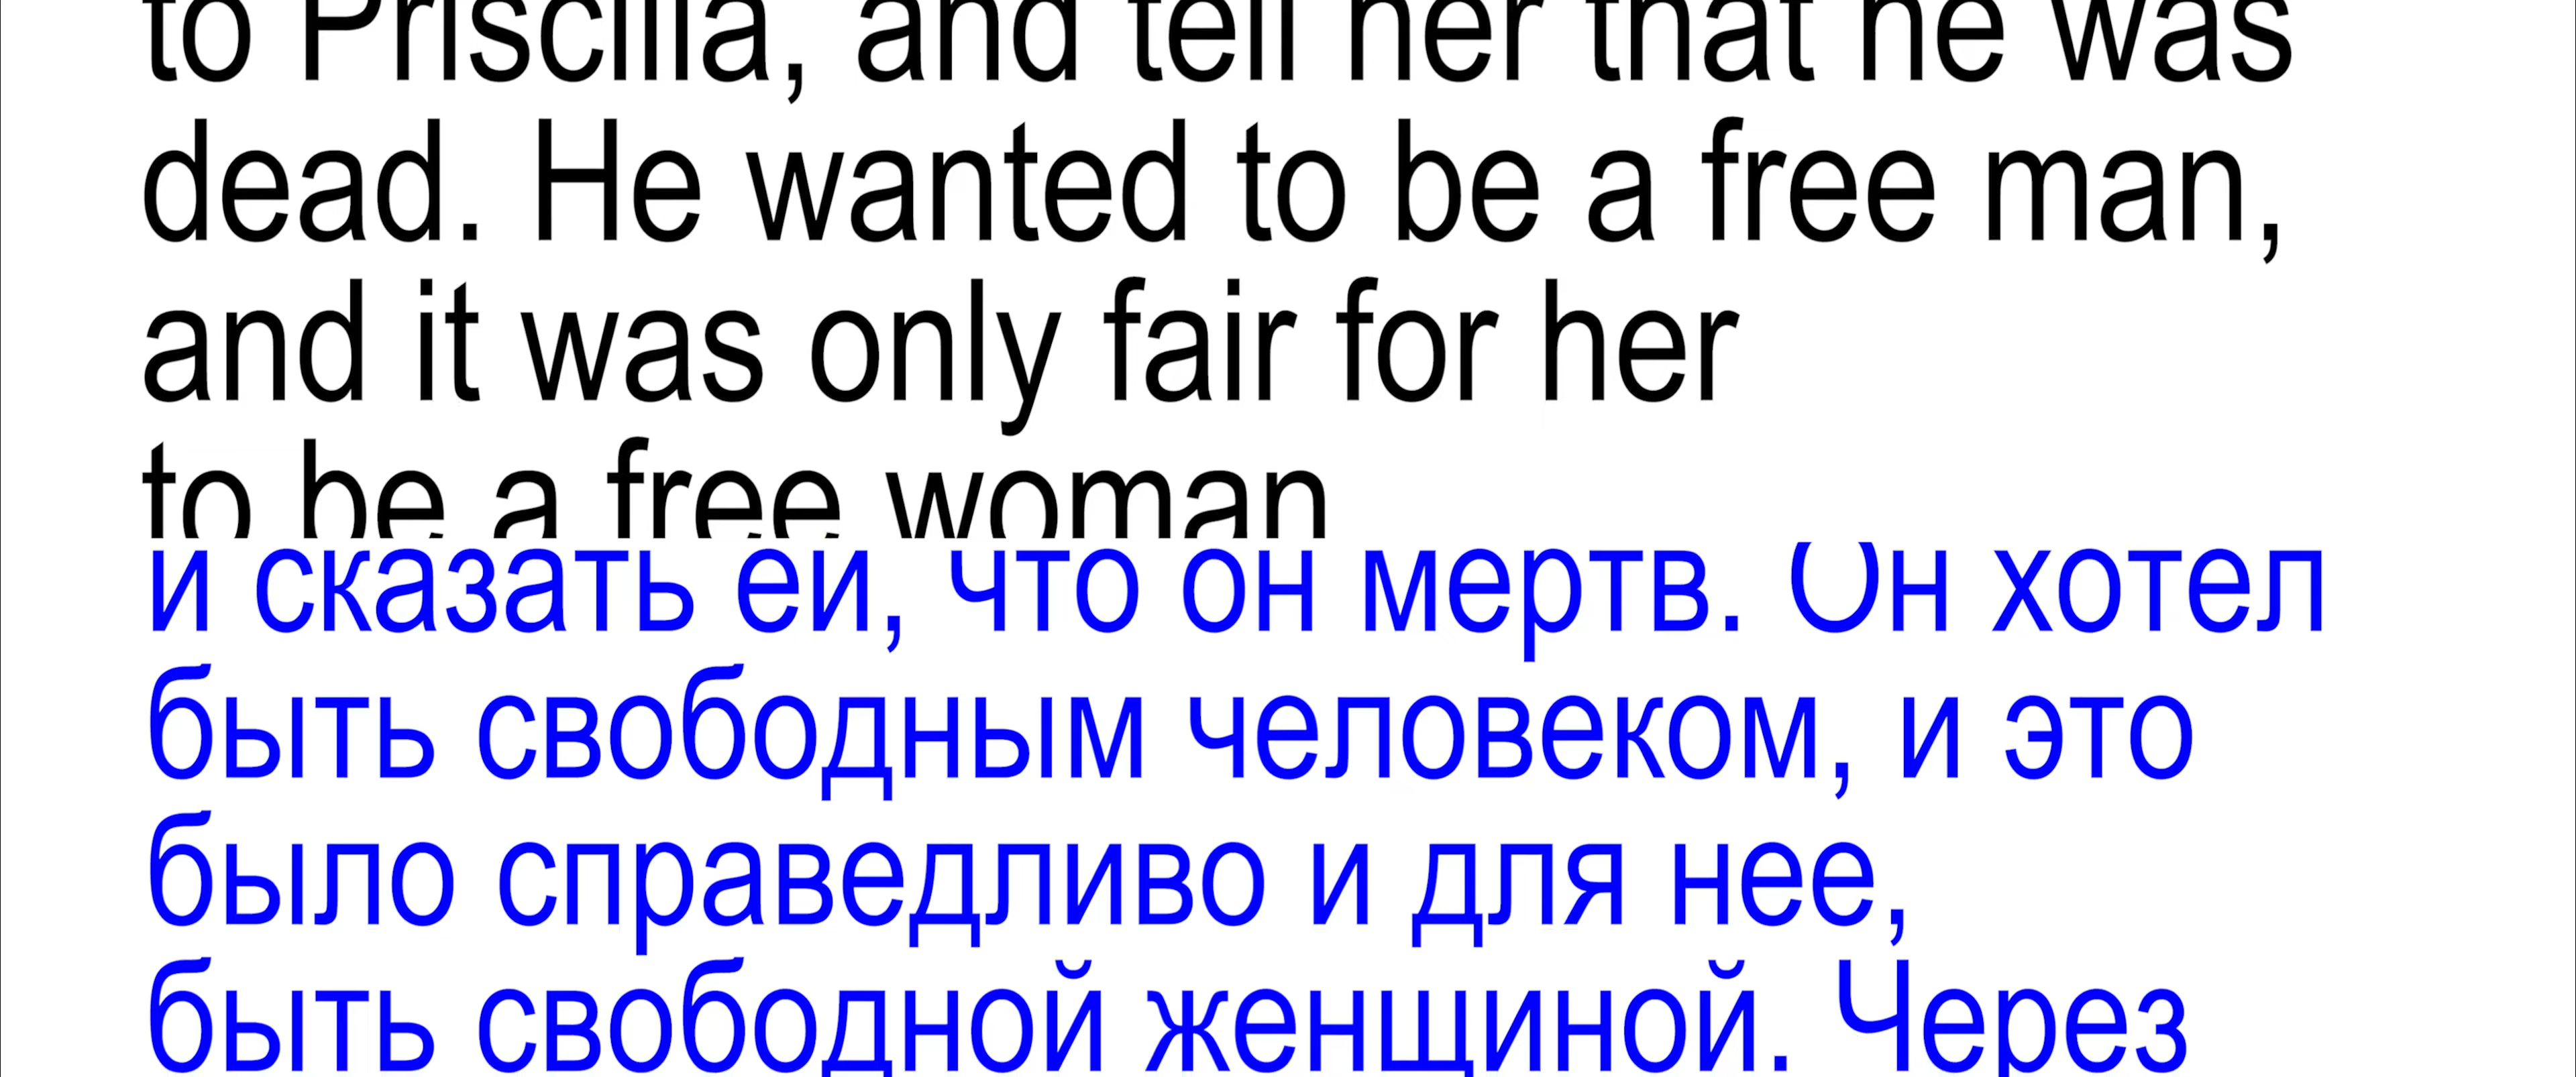 to Priscilla, and tell her that he was
dead. He wanted to be a free man,
and it was only fair for her
to be a free woman
и сказать ей, что он мертв. Он хотел
быть свободным человеком, и это
было справедливо и для нее,
быть свободной женщиной. Через